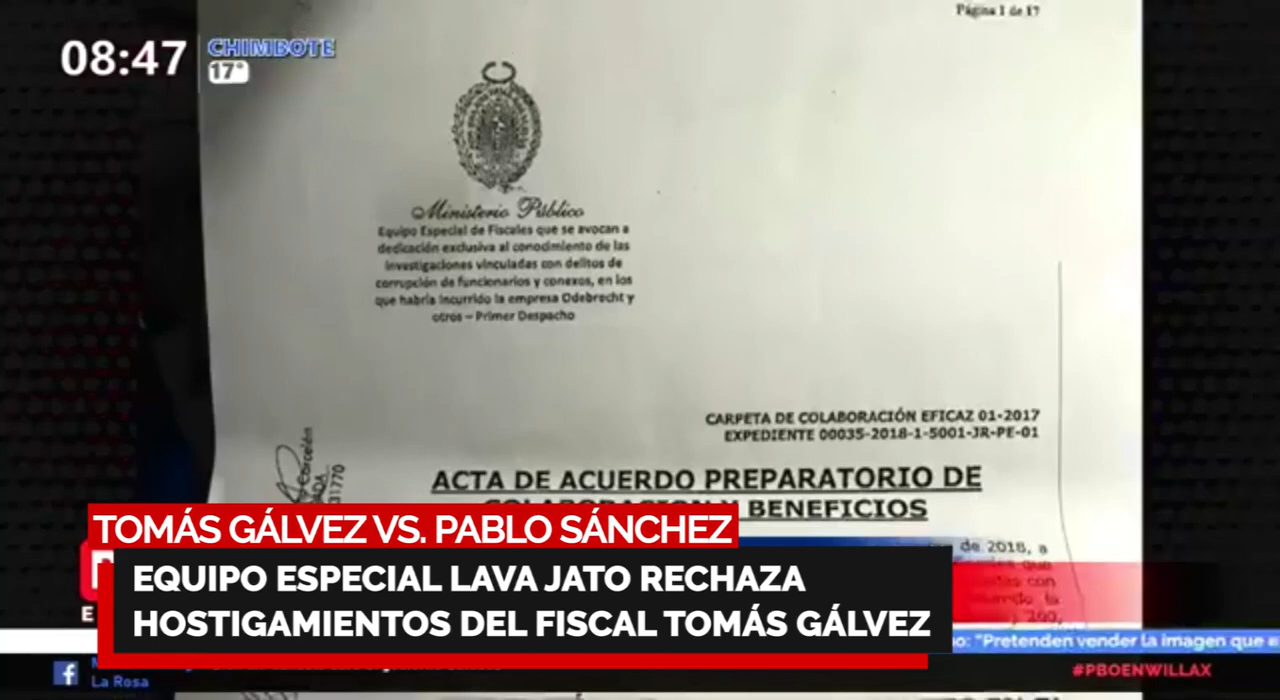 Página 1 de 17
08:47
CHIMBOTE
17°
Ministerio Público
Equipo Especial de Fiscales que se avocan a
dedicación exclusiva al conocimiento de las
investigaciones vinculadas con delitos de
corrupción de funcionarios y conexos, en los
que habría incurrido la empresa Odebrecht y
otros – Primer Despacho
CARPETA DE COLABORACIÓN EFICAZ 01-2017
EXPEDIENTE 00035-2018-1-5001-JR-PE-01
ACTA DE ACUERDO PREPARATORIO DE
COLABORACION Y BENEFICIOS
31770
de 2018, a
TOMÁS GÁLVEZ VS. PABLO SÁNCHEZ
EQUIPO ESPECIAL LAVA JATO RECHAZA
HOSTIGAMIENTOS DEL FISCAL TOMÁS GÁLVEZ
"Pretenden vender la imagen que
La Rosa
#PBOENWILLAX